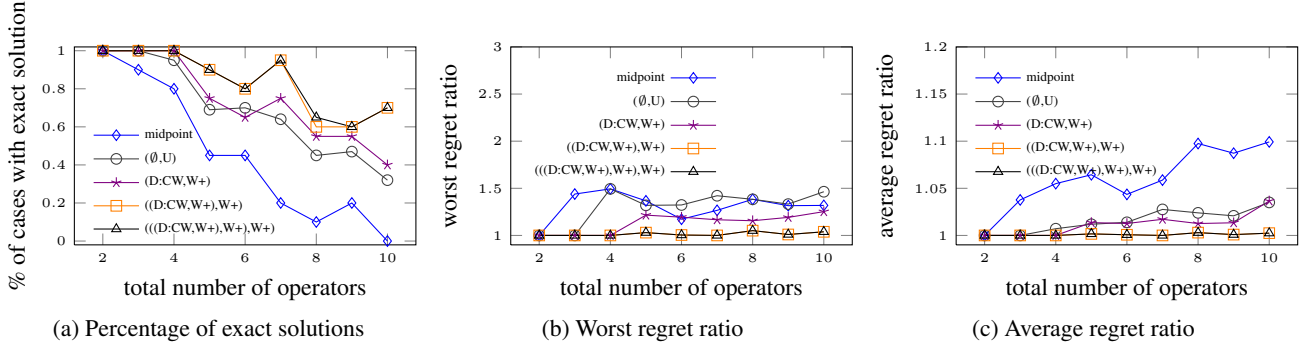 % of cases with exact solution
1
0.8
0.6
0.4
0.2
0
midpoint
(∅,U)
(D:CW,W+)
((D:CW,W+),W+)
(((D:CW,W+),W+),W+)
2 4 6 8 10
total number of operators
(a) Percentage of exact solutions
worst regret ratio
3
2.5
2
1.5
1
midpoint
(∅,U)
(D:CW,W+)
((D:CW,W+),W+)
(((D:CW,W+),W+),W+)
2 4 6 8 10
total number of operators
(b) Worst regret ratio
average regret ratio
1.2
1.15
1.1
1.05
1
midpoint
(∅,U)
(D:CW,W+)
((D:CW,W+),W+)
(((D:CW,W+),W+),W+)
2 4 6 8 10
total number of operators
(c) Average regret ratio